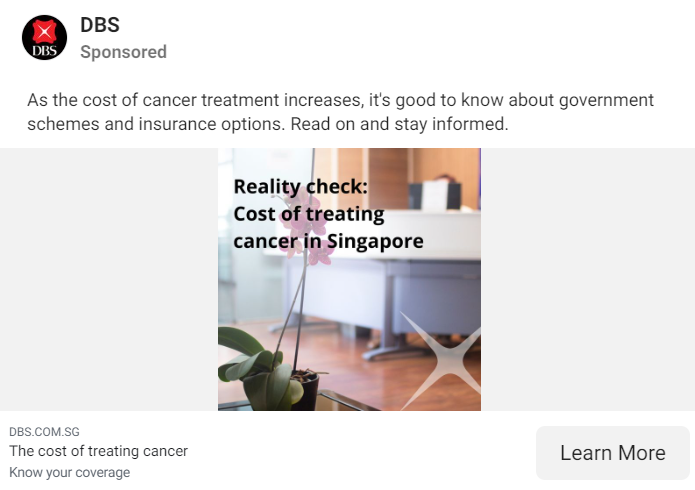 DBS
DBS
Sponsored
As the cost of cancer treatment increases, it's good to know about government
schemes and insurance options. Read on and stay informed.
Reality check:
Cost of treating
cancer in Singapore
DBS.COM.SG
The cost of treating cancer
Know your coverage
Learn More